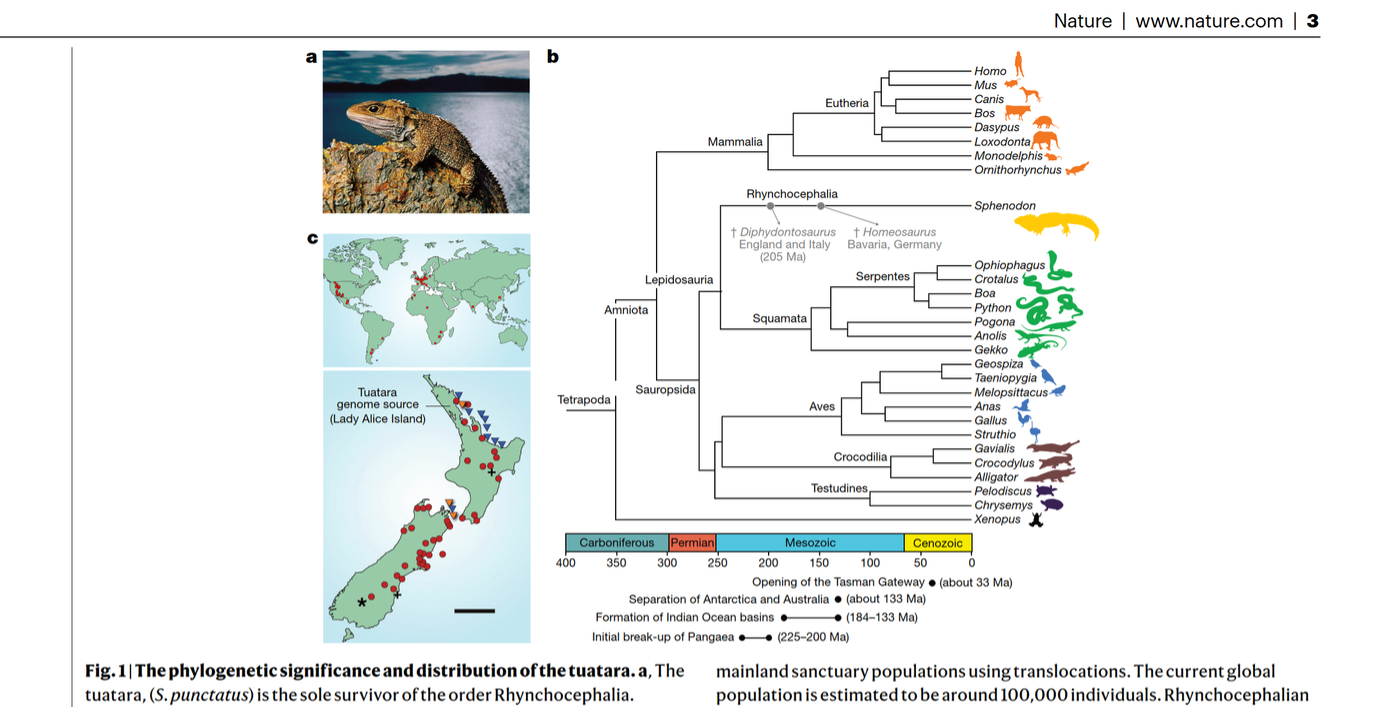 Nature | www.nature.com | 3
a
b
Homo
Mus
Canis
Eutheria
Bos
Dasypus
Mammalia
Loxodonta
Monodelphis
Ornithorhynchus
Rhynchocephalia
Sphenodon
† Diphydontosaurus
England and Italy
(205 Ma)
† Homeosaurus
Bavaria, Germany
c
Lepidosauria
Serpentes
Ophiophagus
Crotalus
Boa
Python
Amniota
Squamata
Pogona
Anolis
Gekko
Geospiza
Taeniopygia
Sauropsida
Melopsittacus
Tetrapoda
Aves
Anas
Gallus
Struthio
Gavialis
Crocodilia
Crocodylus
Alligator
Testudines
Pelodiscus
Chrysemys
Xenopus
Tuatara
genome source
(Lady Alice Island)
Carboniferous Permian Mesozoic Cenozoic
400 350 300 250 200 150 100 50 0
Opening of the Tasman Gateway (about 33 Ma)
Separation of Antarctica and Australia (about 133 Ma)
Formation of Indian Ocean basins (184–133 Ma)
Initial break-up of Pangaea (225–200 Ma)
Fig. 1 | The phylogenetic significance and distribution of the tuatara. a, The
tuatara, (S. punctatus) is the sole survivor of the order Rhynchocephalia.
mainland sanctuary populations using translocations. The current global
population is estimated to be around 100,000 individuals. Rhynchocephalian